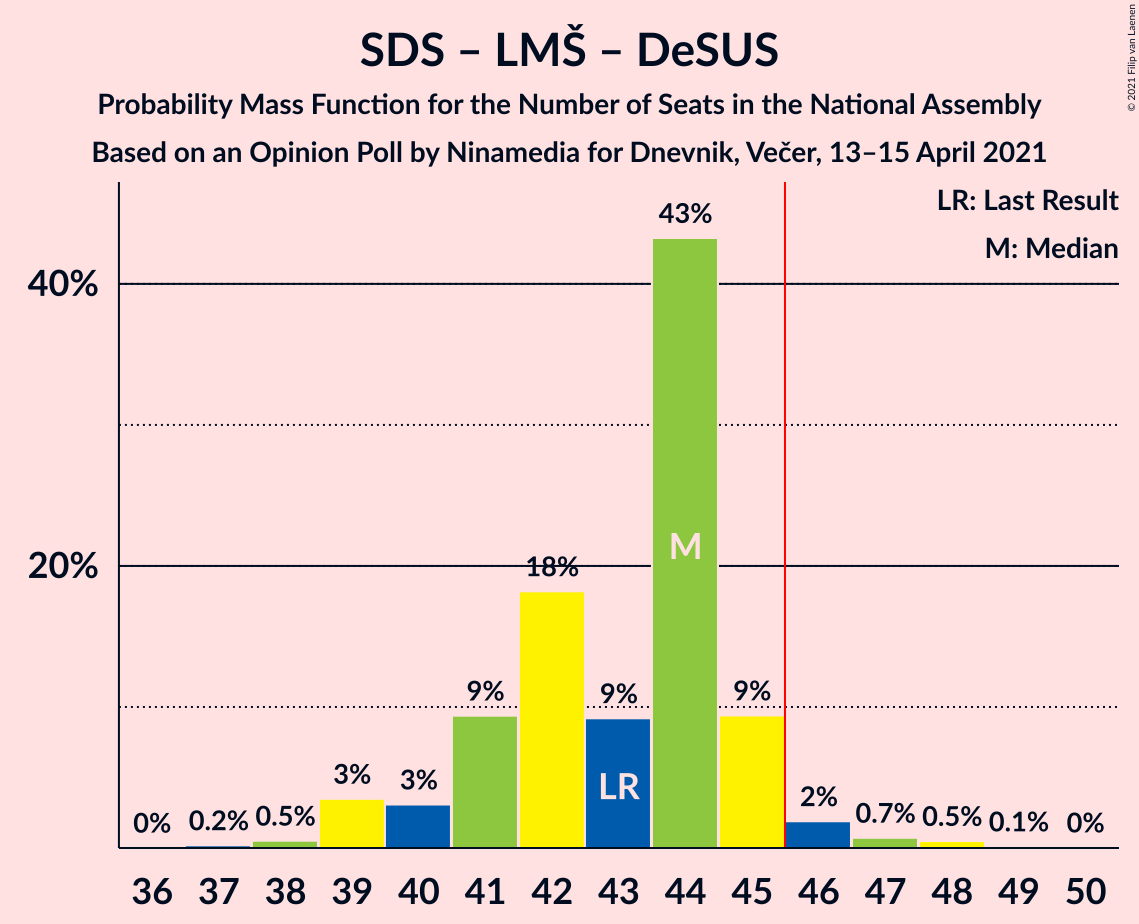 SDS – LMŠ – DeSUS
Probability Mass Function for the Number of Seats in the National Assembly
Based on an Opinion Poll by Ninamedia for Dnevnik, Večer, 13–15 April 2021
© 2021 Filip van Laenen
LR: Last Result
M: Median
40%
20%
0%
0.2%
0.5%
3%
3%
9%
18%
9%
43%
9%
2%
0.7%
0.5%
0.1%
0%
LR
M
36 37 38 39 40 41 42 43 44 45 46 47 48 49 50